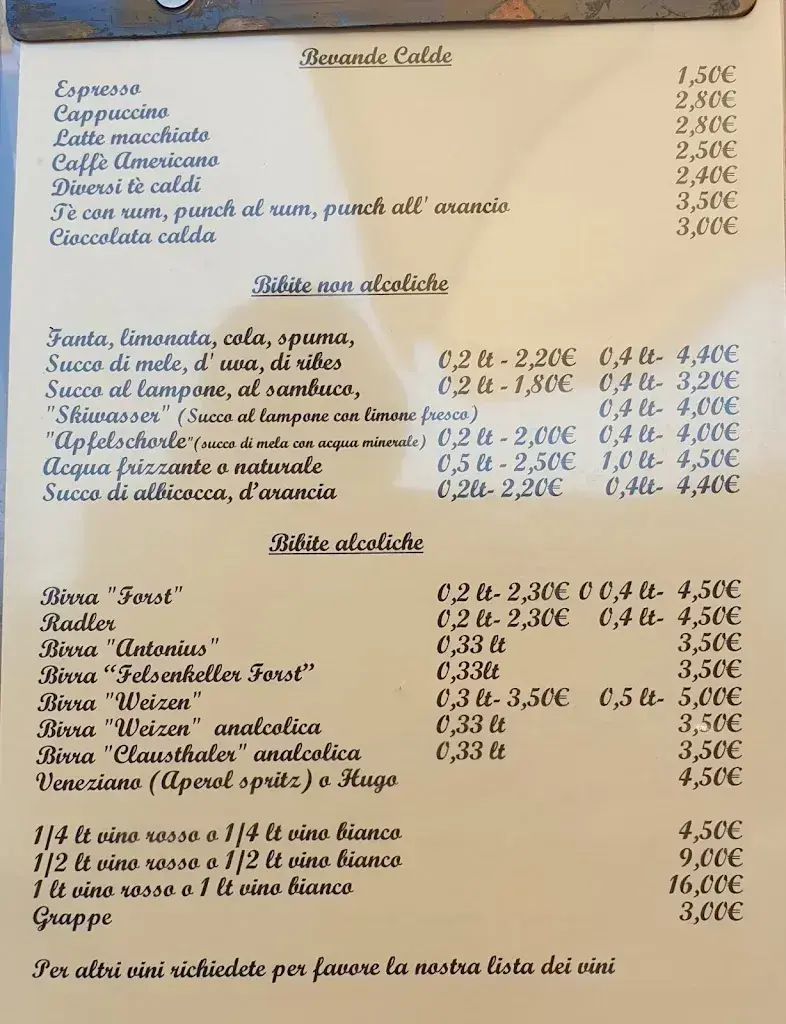 Bevande Calde
Espresso 1,50€
Cappuccino 2,80€
Latte macchiato 2,80€
Caffè Americano 2,50€
Diversi tè caldi 2,40€
Tè con rum, punch al rum, punch all' arancio 3,50€
Cioccolata calda 3,00€
Bibite non alcoliche
Fanta, limonata, cola, spuma,
Succo di mele, d' uva, di ribes 0,2 lt - 2,20€ 0,4 lt- 4,40€
Succo al lampone, al sambuco, 0,2 lt - 1,80€ 0,4 lt- 3,20€
"Skiwasser" (Succo al lampone con limone fresco) 0,4 lt- 4,00€
"Apfelschorle"(succo di mela con acqua minerale) 0,2 lt - 2,00€ 0,4 lt- 4,00€
Acqua frizzante o naturale 0,5 lt - 2,50€ 1,0 lt- 4,50€
Succo di albicocca, d'arancia 0,2lt- 2,20€ 0,4lt- 4,40€
Bibite alcoliche
Birra "Forst" 0,2 lt- 2,30€ 0 0,4 lt- 4,50€
Radler 0,2 lt- 2,30€ 0,4 lt- 4,50€
Birra "Antonius" 0,33 lt 3,50€
Birra “Felsenkeller Forst” 0,33lt 3,50€
Birra "Weizen" 0,3 lt- 3,50€ 0,5 lt- 5,00€
Birra "Weizen" analcolica 0,33 lt 3,50€
Birra "Clausthaler" analcolica 0,33 lt 3,50€
Veneziano (Aperol spritz) o Hugo 4,50€
1/4 lt vino rosso o 1/4 lt vino bianco 4,50€
1/2 lt vino rosso o 1/2 lt vino bianco 9,00€
1 lt vino rosso o 1 lt vino bianco 16,00€
Grappe 3,00€
Per altri vini richiedete per favore la nostra lista dei vini